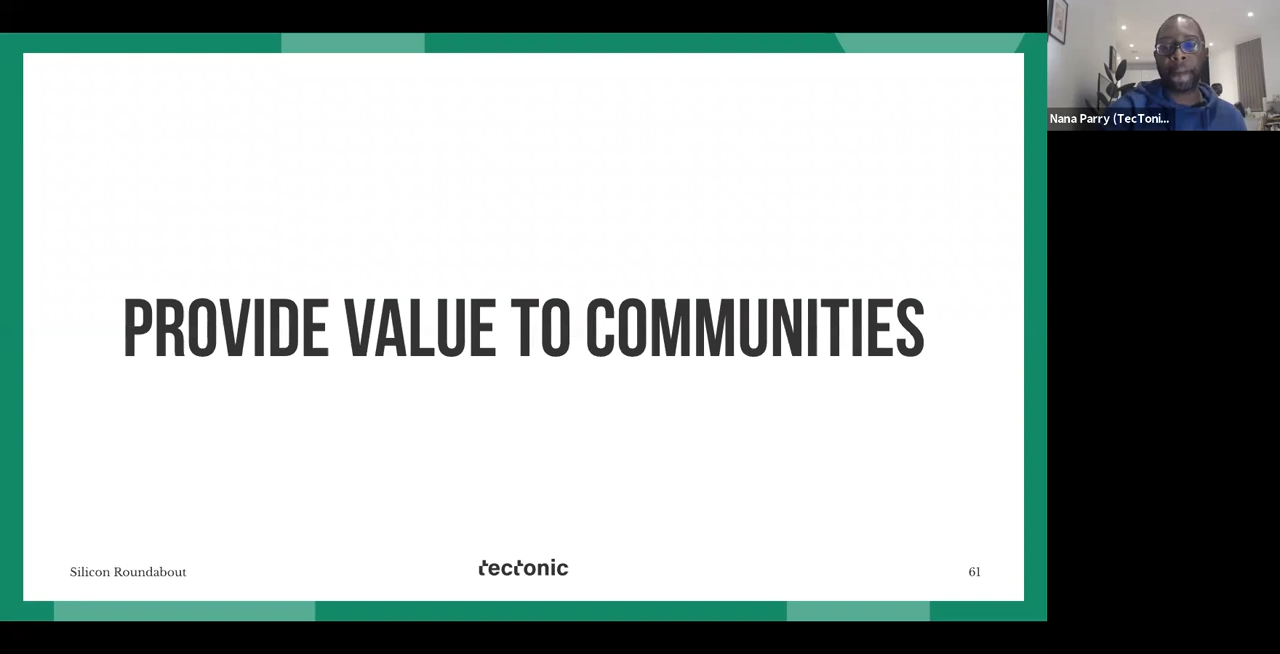 Nana Parry (TecToni...
PROVIDE VALUE TO COMMUNITIES
Silicon Roundabout
tectonic
61